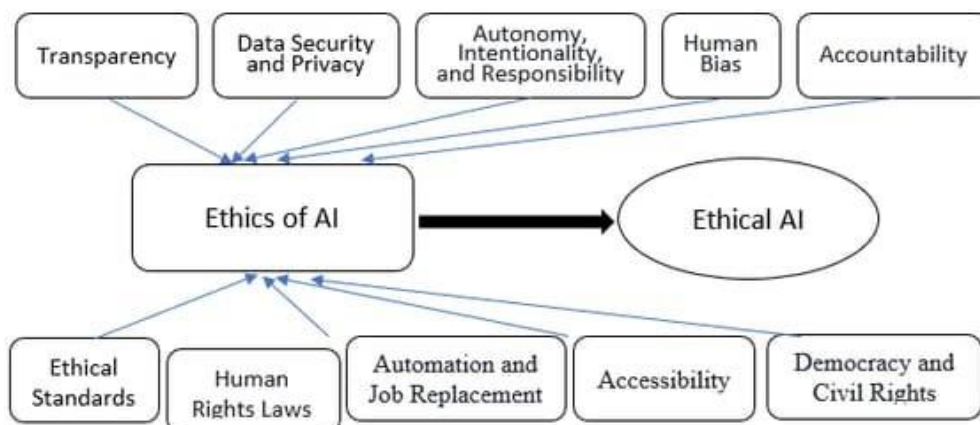 Transparency
Data Security
and Privacy
Autonomy,
Intentionality,
and Responsibility
Human
Bias
Accountability
Ethics of AI
Ethical AI
Ethical
Standards
Human
Rights Laws
Automation and
Job Replacement
Accessibility
Democracy and
Civil Rights